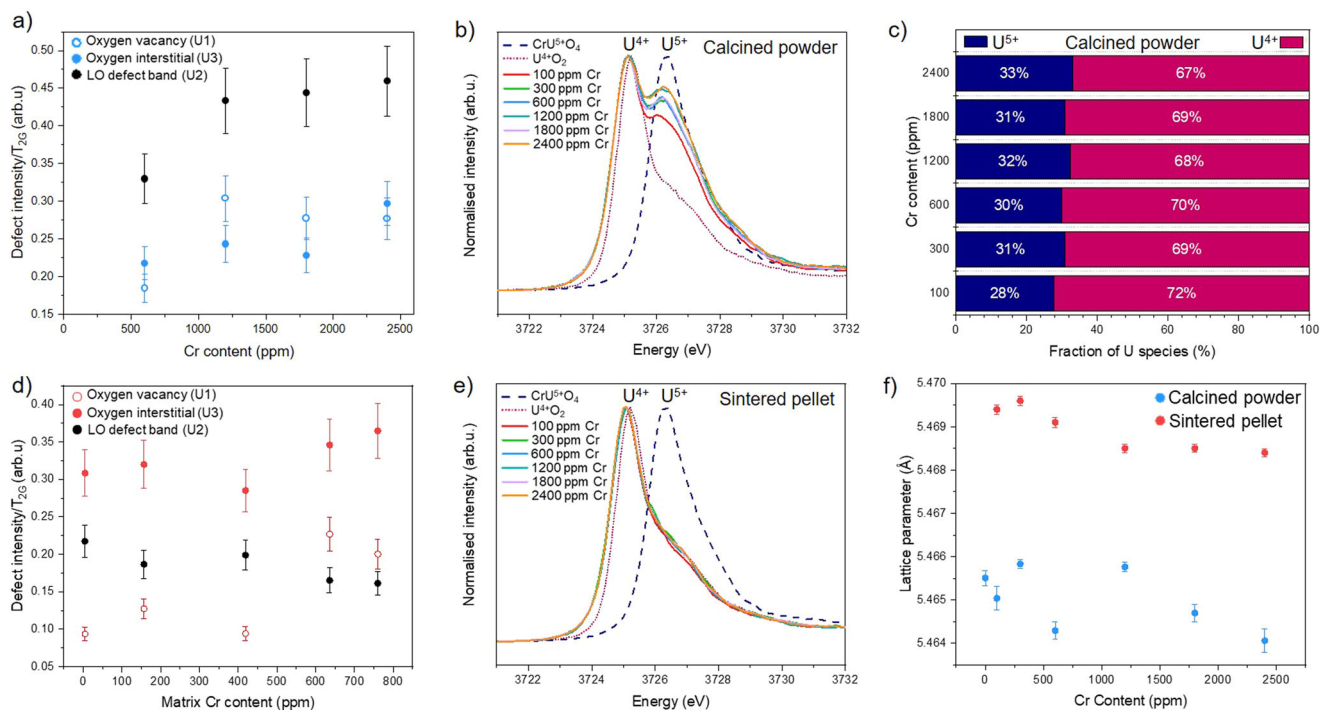 a)
Oxygen vacancy (U1)
Oxygen interstitial (U3)
LO defect band (U2)
0.50
0.45
0.40
0.35
0.30
0.25
0.20
0.15
0 500 1000 1500 2000 2500
Cr content (ppm)
Defect intensity/T2G (arb.u)
b)
CrU⁵⁺O₄
U⁴⁺O₂
100 ppm Cr
300 ppm Cr
600 ppm Cr
1200 ppm Cr
1800 ppm Cr
2400 ppm Cr
U⁴⁺ U⁵⁺
Calcined powder
3722 3724 3726 3728 3730 3732
Energy (eV)
Normalised intensity (arb.u.)
c)
U⁵⁺ Calcined powder U⁴⁺
2400 33% 67%
1800 31% 69%
1200 32% 68%
600 30% 70%
300 31% 69%
100 28% 72%
0 20 40 60 80 100
Fraction of U species (%)
Cr content (ppm)
d)
Oxygen vacancy (U1)
Oxygen interstitial (U3)
LO defect band (U2)
0.40
0.35
0.30
0.25
0.20
0.15
0.10
0.05
0 100 200 300 400 500 600 700 800
Matrix Cr content (ppm)
Defect intensity/T2G (arb.u)
e)
CrU⁵⁺O₄
U⁴⁺O₂
100 ppm Cr
300 ppm Cr
600 ppm Cr
1200 ppm Cr
1800 ppm Cr
2400 ppm Cr
U⁴⁺ U⁵⁺
Sintered pellet
3722 3724 3726 3728 3730 3732
Energy (eV)
Normalised intensity (arb.u.)
f)
Calcined powder
Sintered pellet
5.470
5.469
5.468
5.467
5.466
5.465
5.464
0 500 1000 1500 2000 2500
Cr Content (ppm)
Lattice parameter (Å)